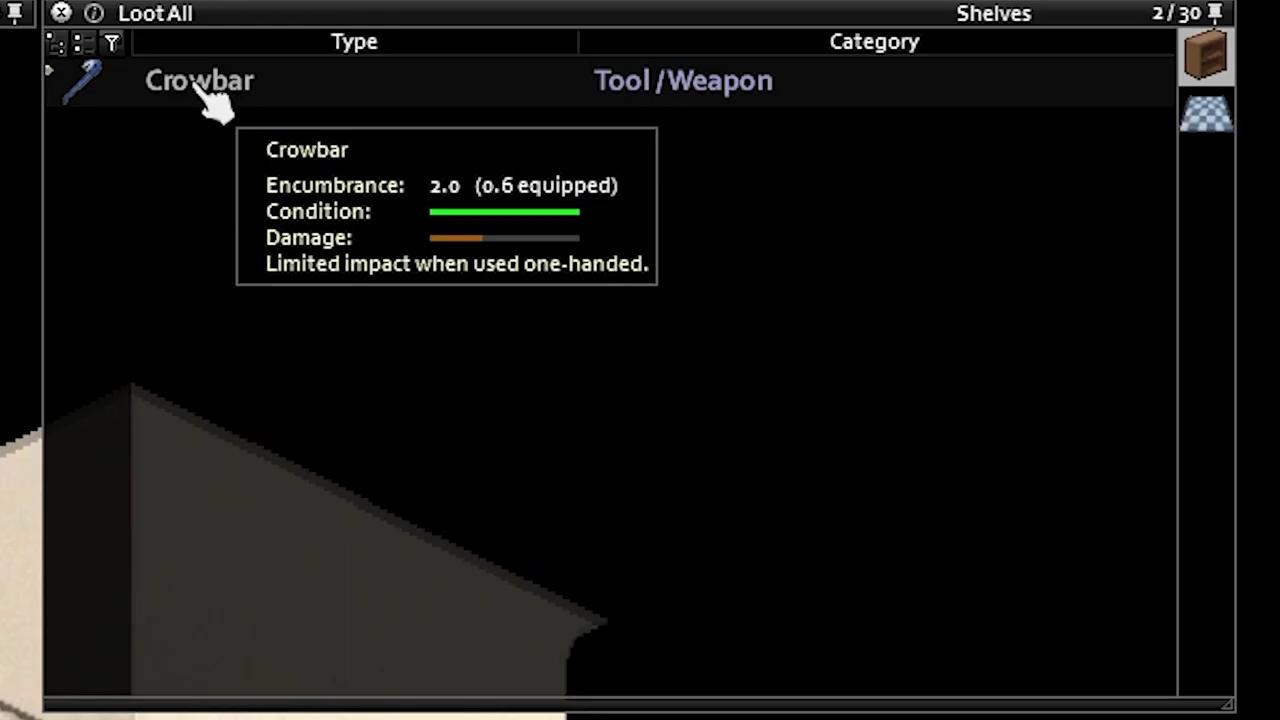 Loot All Shelves 2 / 30
Type Category
Crowbar Tool / Weapon
Crowbar
Encumbrance: 2.0 (0.6 equipped)
Condition:
Damage:
Limited impact when used one-handed.